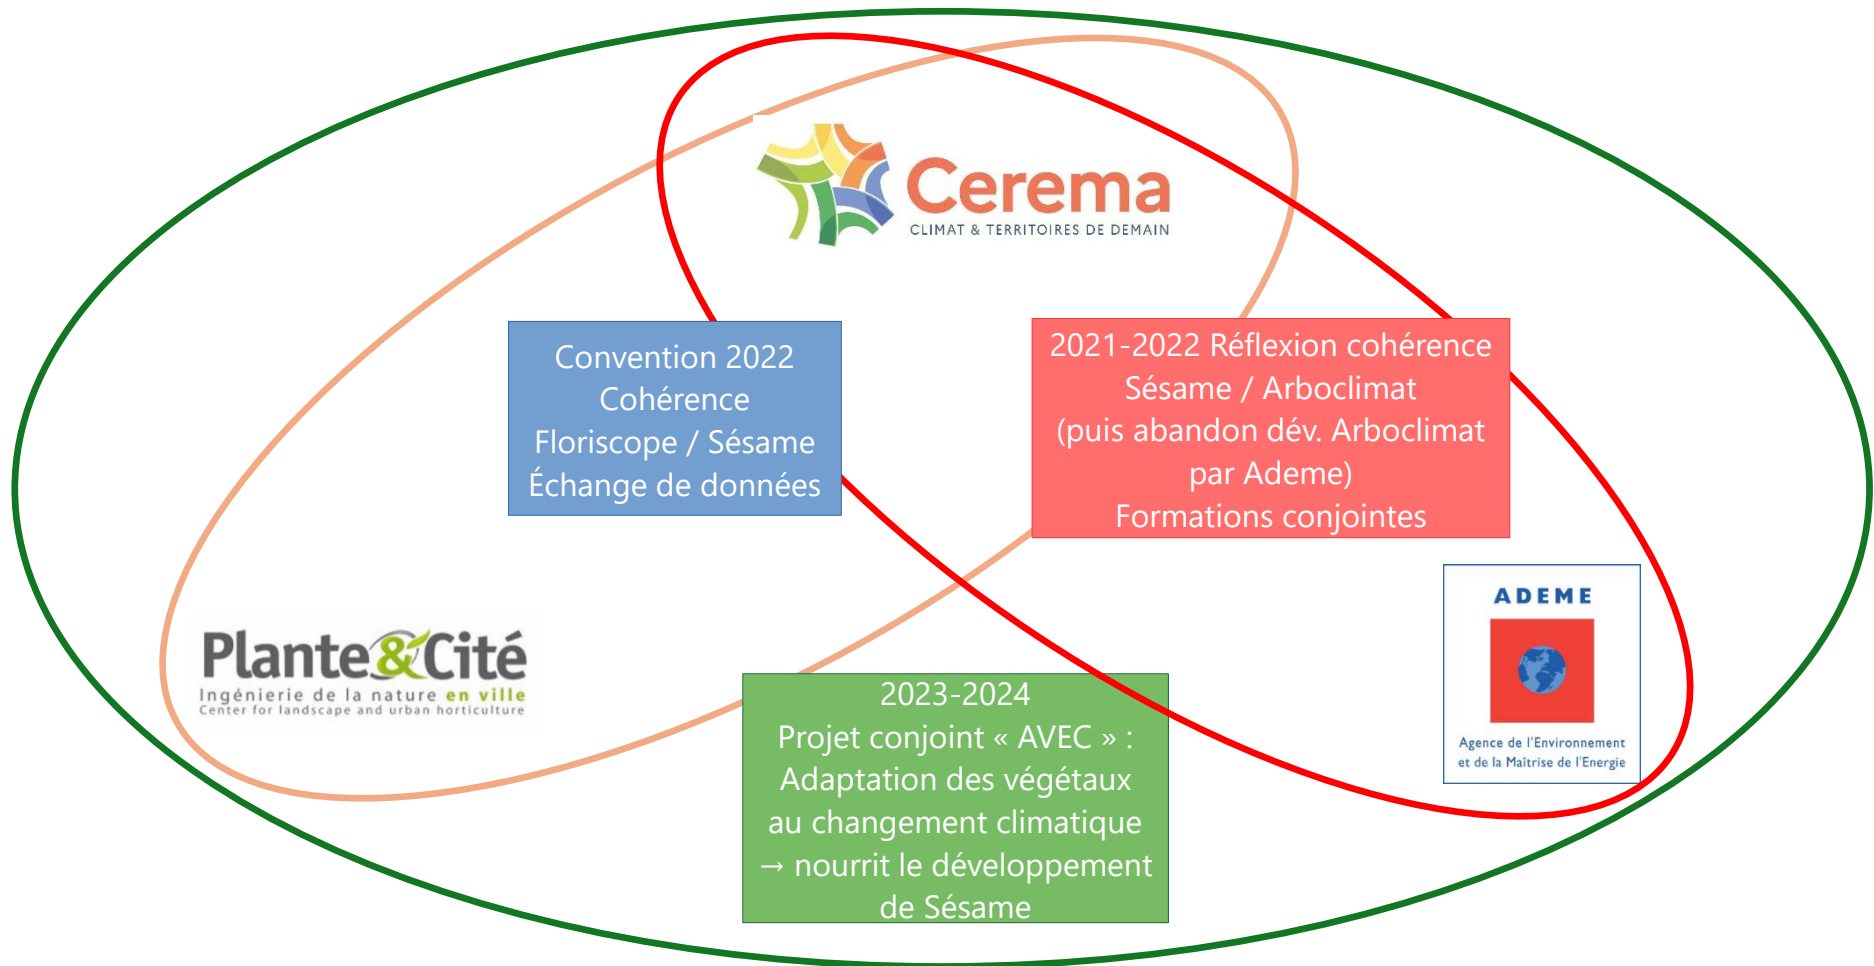 Cerema
CLIMAT & TERRITOIRES DE DEMAIN
Convention 2022
Cohérence
Floriscope / Sésame
Échange de données
2021-2022 Réflexion cohérence
Sésame / Arboclimat
(puis abandon dév. Arboclimat
par Ademe)
Formations conjointes
Plante&Cité
Ingénierie de la nature en ville
Center for landscape and urban horticulture
ADEME
Agence de l'Environnement
et de la Maîtrise de l'Energie
2023-2024
Projet conjoint « AVEC » :
Adaptation des végétaux
au changement climatique
→ nourrit le développement
de Sésame